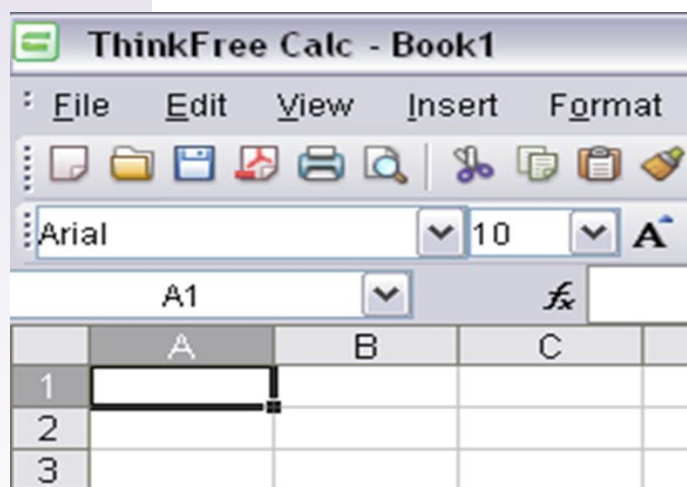 ThinkFree Calc - Book1
File Edit View Insert Format
Arial 10 A
A1 fx
A B C
1
2
3